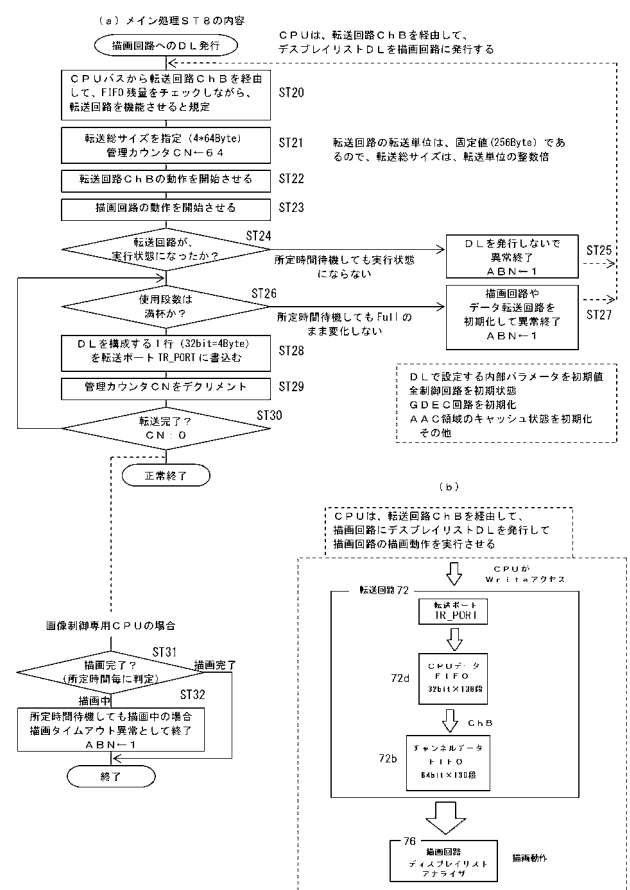 (a) メイン処理ST8の内容
描画回路へのDL発行
CPUは、転送回路ChBを経由して、
デスプレイリストDLを描画回路に発行する
CPUバスから転送回路ChBを経由
して、FIFO残量をチェックしながら、
転送回路を機能させると規定
ST20
転送総サイズを指定 (4*64Byte)
管理カウンタCN←64
ST21
転送回路の転送単位は、固定値(256Byte)であ
るので、転送総サイズは、転送単位の整数倍
転送回路ChBの動作を開始させる
ST22
描画回路の動作を開始させる
ST23
転送回路が、
実行状態になったか？
ST24
所定時間待機しても実行状態
にならない
DLを発行しないで
異常終了
ABN←1
ST25
使用段数は
満杯か？
ST26
所定時間待機してもFullの
まま変化しない
描画回路や
データ転送回路を
初期化して異常終了
ABN←1
ST27
DLを構成する1行 (32bit=4Byte)
を転送ポートTR_PORTに書込む
ST28
管理カウンタCNをデクリメント
ST29
転送完了？
CN：0
ST30
正常終了
DLで設定する内部パラメータを初期値
全制御回路を初期状態
GDEC回路を初期化
AAC領域のキャッシュ状態を初期化
その他
画像制御専用CPUの場合
描画完了？
(所定時間毎に判定)
ST31
描画完了
描画中
ST32
所定時間待機しても描画中の場合
描画タイムアウト異常として終了
ABN←1
終了
(b)
CPUは、転送回路ChBを経由して、
描画回路にデスプレイリストDLを発行して
描画回路の描画動作を実行させる
CPUが
Writeアクセス
転送回路72
転送ポート
TR_PORT
72d
CPUデータ
FIFO
32bit×130段
ChB
72b
チャンネルデータ
FIFO
64bit×130段
76
描画回路
ディスプレイリスト
アナライザ
描画動作